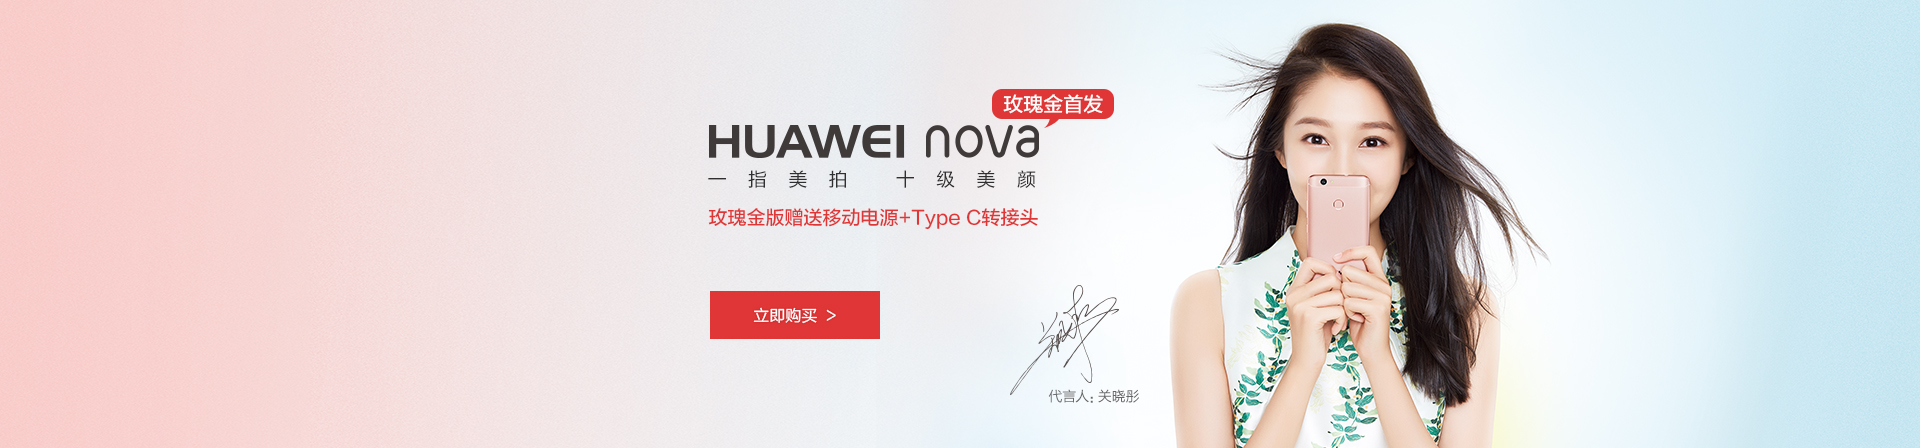 玫瑰金首发
HUAWEI nova
一指美拍 十级美颜
玫瑰金版赠送移动电源+Type C转接头
立即购买 >
代言人: 关晓彤